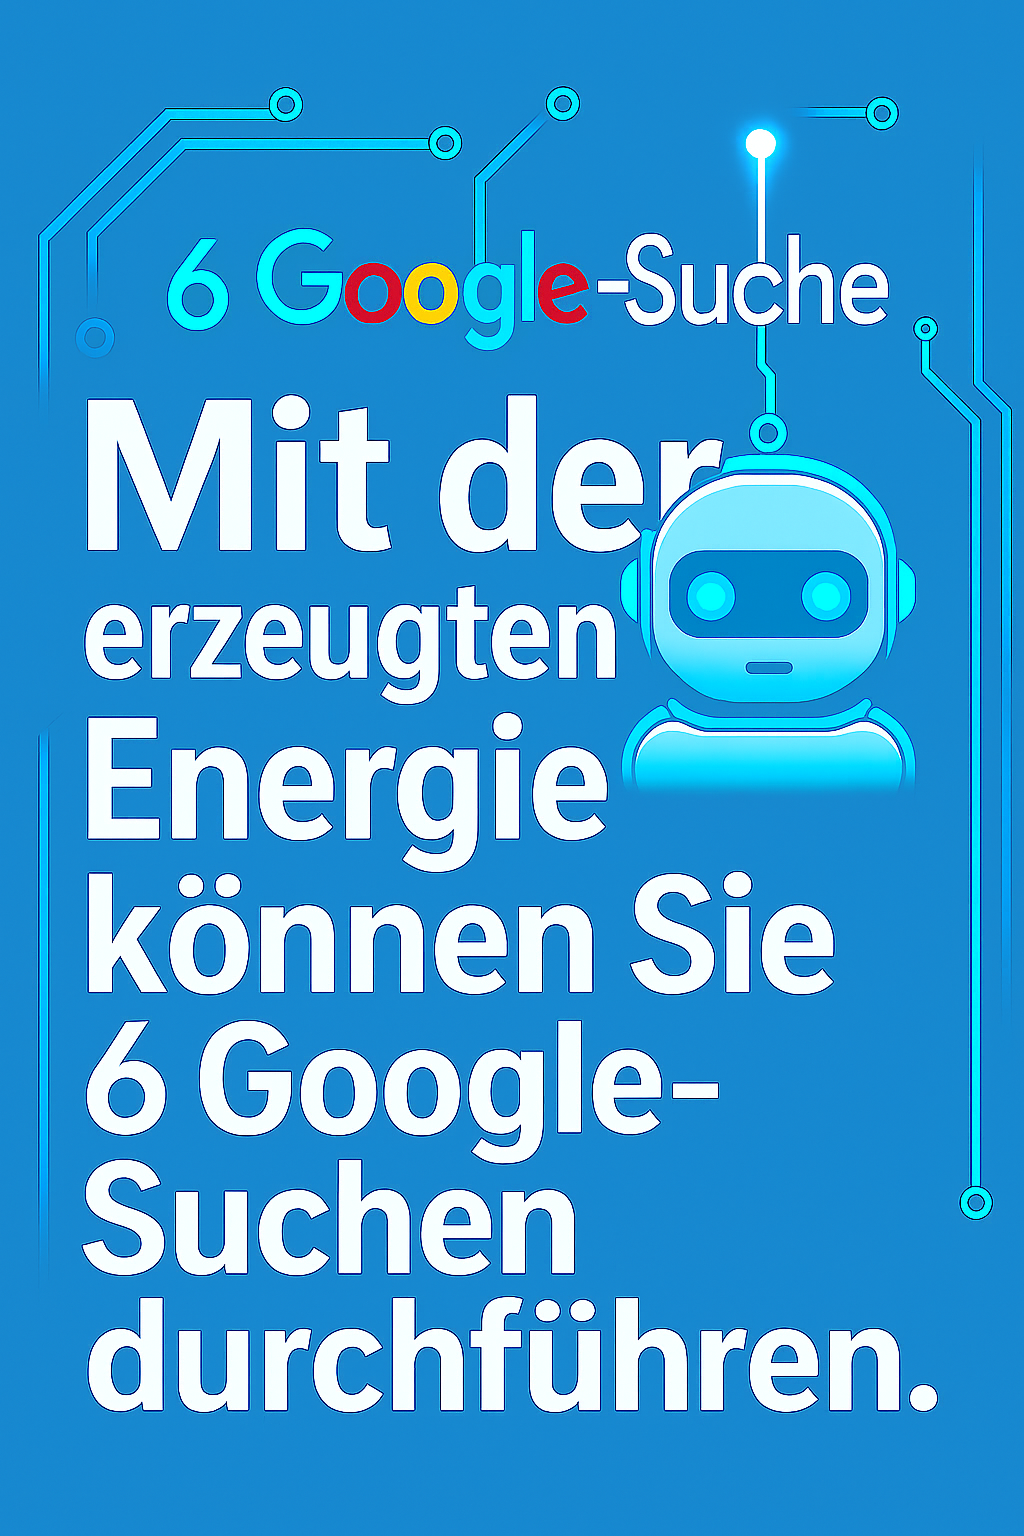 6 Google-Suche
Mit der
erzeugten
Energie
können Sie
6 Google-
Suchen
durchführen.